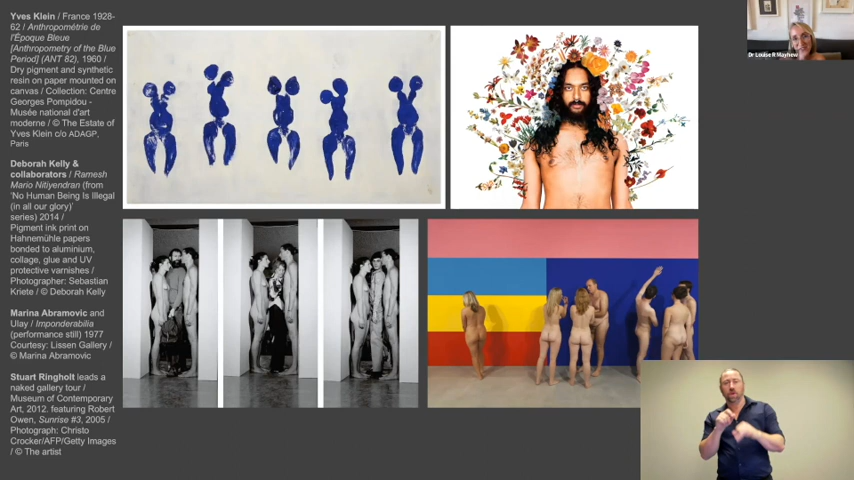 Yves Klein / France 1928-
62 / Anthropométrie de
l'Époque Bleue
[Anthropometry of the Blue
Period] (ANT 82), 1960 /
Dry pigment and synthetic
resin on paper mounted on
canvas / Collection: Centre
Georges Pompidou -
Musée national d'art
moderne / © The Estate of
Yves Klein c/o ADAGP,
Paris
Deborah Kelly &
collaborators / Ramesh
Mario Nitiyendran (from
'No Human Being Is Illegal
(in all our glory)'
series) 2014 /
Pigment ink print on
Hahnemühle papers
bonded to aluminium,
collage, glue and UV
protective varnishes /
Photographer: Sebastian
Kriete / © Deborah Kelly
Marina Abramovic and
Ulay / Imponderabilia
(performance still) 1977
Courtesy: Lissen Gallery /
© Marina Abramovic
Stuart Ringholt leads a
naked gallery tour /
Museum of Contemporary
Art, 2012. featuring Robert
Owen, Sunrise #3, 2005 /
Photograph: Christo
Crocker/AFP/Getty Images
/ © The artist
Dr Louise R Mayhew